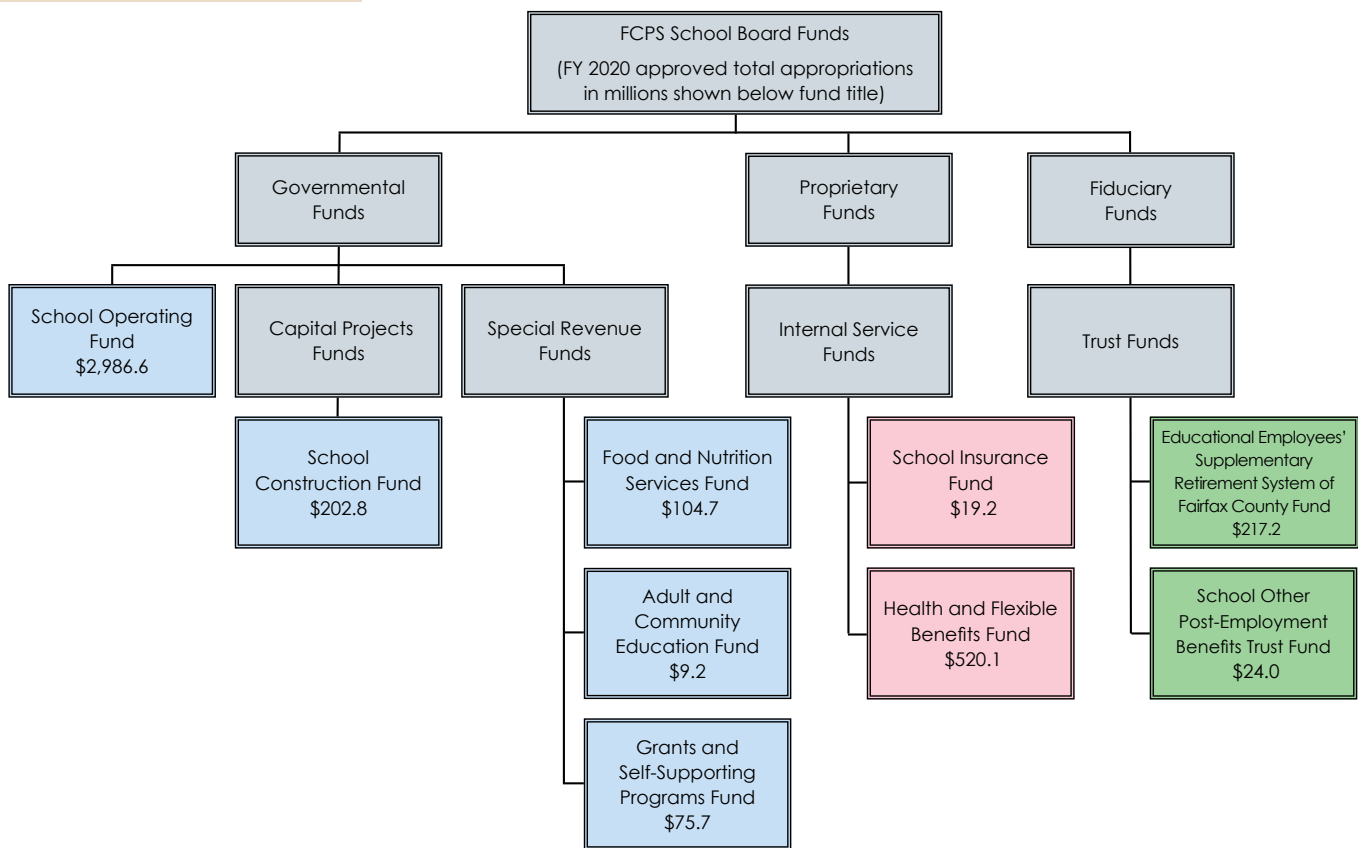 FCPS School Board Funds
(FY 2020 approved total appropriations
in millions shown below fund title)
Governmental
Funds
Proprietary
Funds
Fiduciary
Funds
School Operating
Fund
$2,986.6
Capital Projects
Funds
Special Revenue
Funds
Internal Service
Funds
Trust Funds
School
Construction Fund
$202.8
Food and Nutrition
Services Fund
$104.7
School Insurance
Fund
$19.2
Educational Employees’
Supplementary
Retirement System of
Fairfax County Fund
$217.2
Adult and
Community
Education Fund
$9.2
Health and Flexible
Benefits Fund
$520.1
School Other
Post-Employment
Benefits Trust Fund
$24.0
Grants and
Self-Supporting
Programs Fund
$75.7